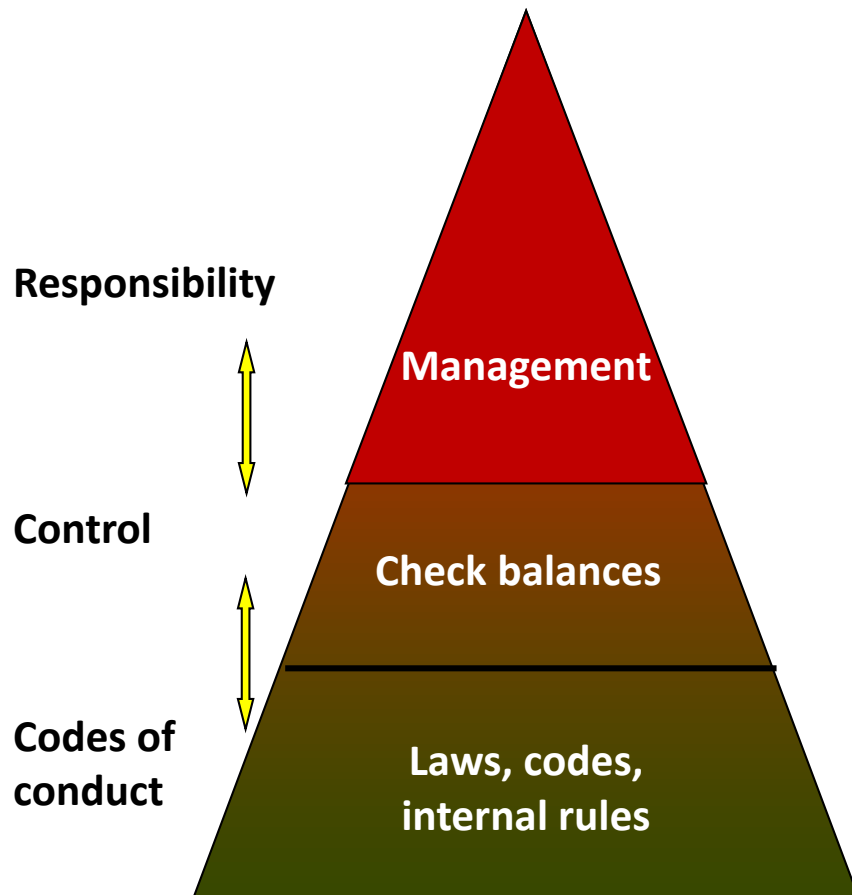 Responsibility
Management
Control
Check balances
Codes of
conduct
Laws, codes,
internal rules